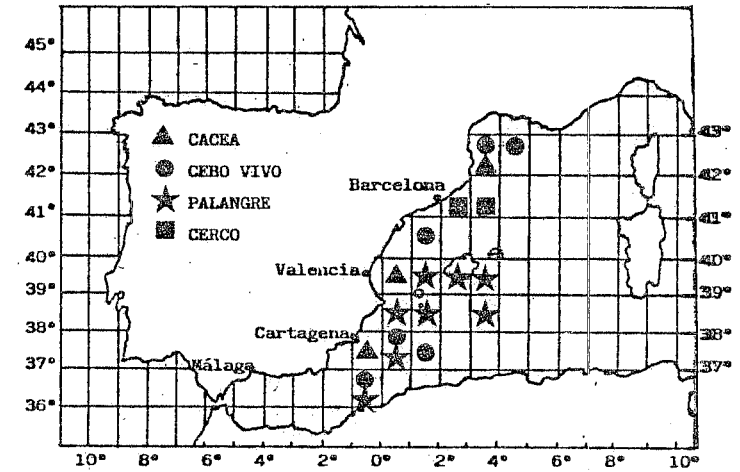 45°
44°
43°
42°
41°
40°
39°
38°
37°
36°
CACEA
CEBO VIVO
PALANGRE
CERCO
Barcelona
Valencia
Cartagena
Málaga
43°
42°
41°
40°
39°
38°
37°
10° 8° 6° 4° 2° 0° 2° 4° 6° 8° 10°